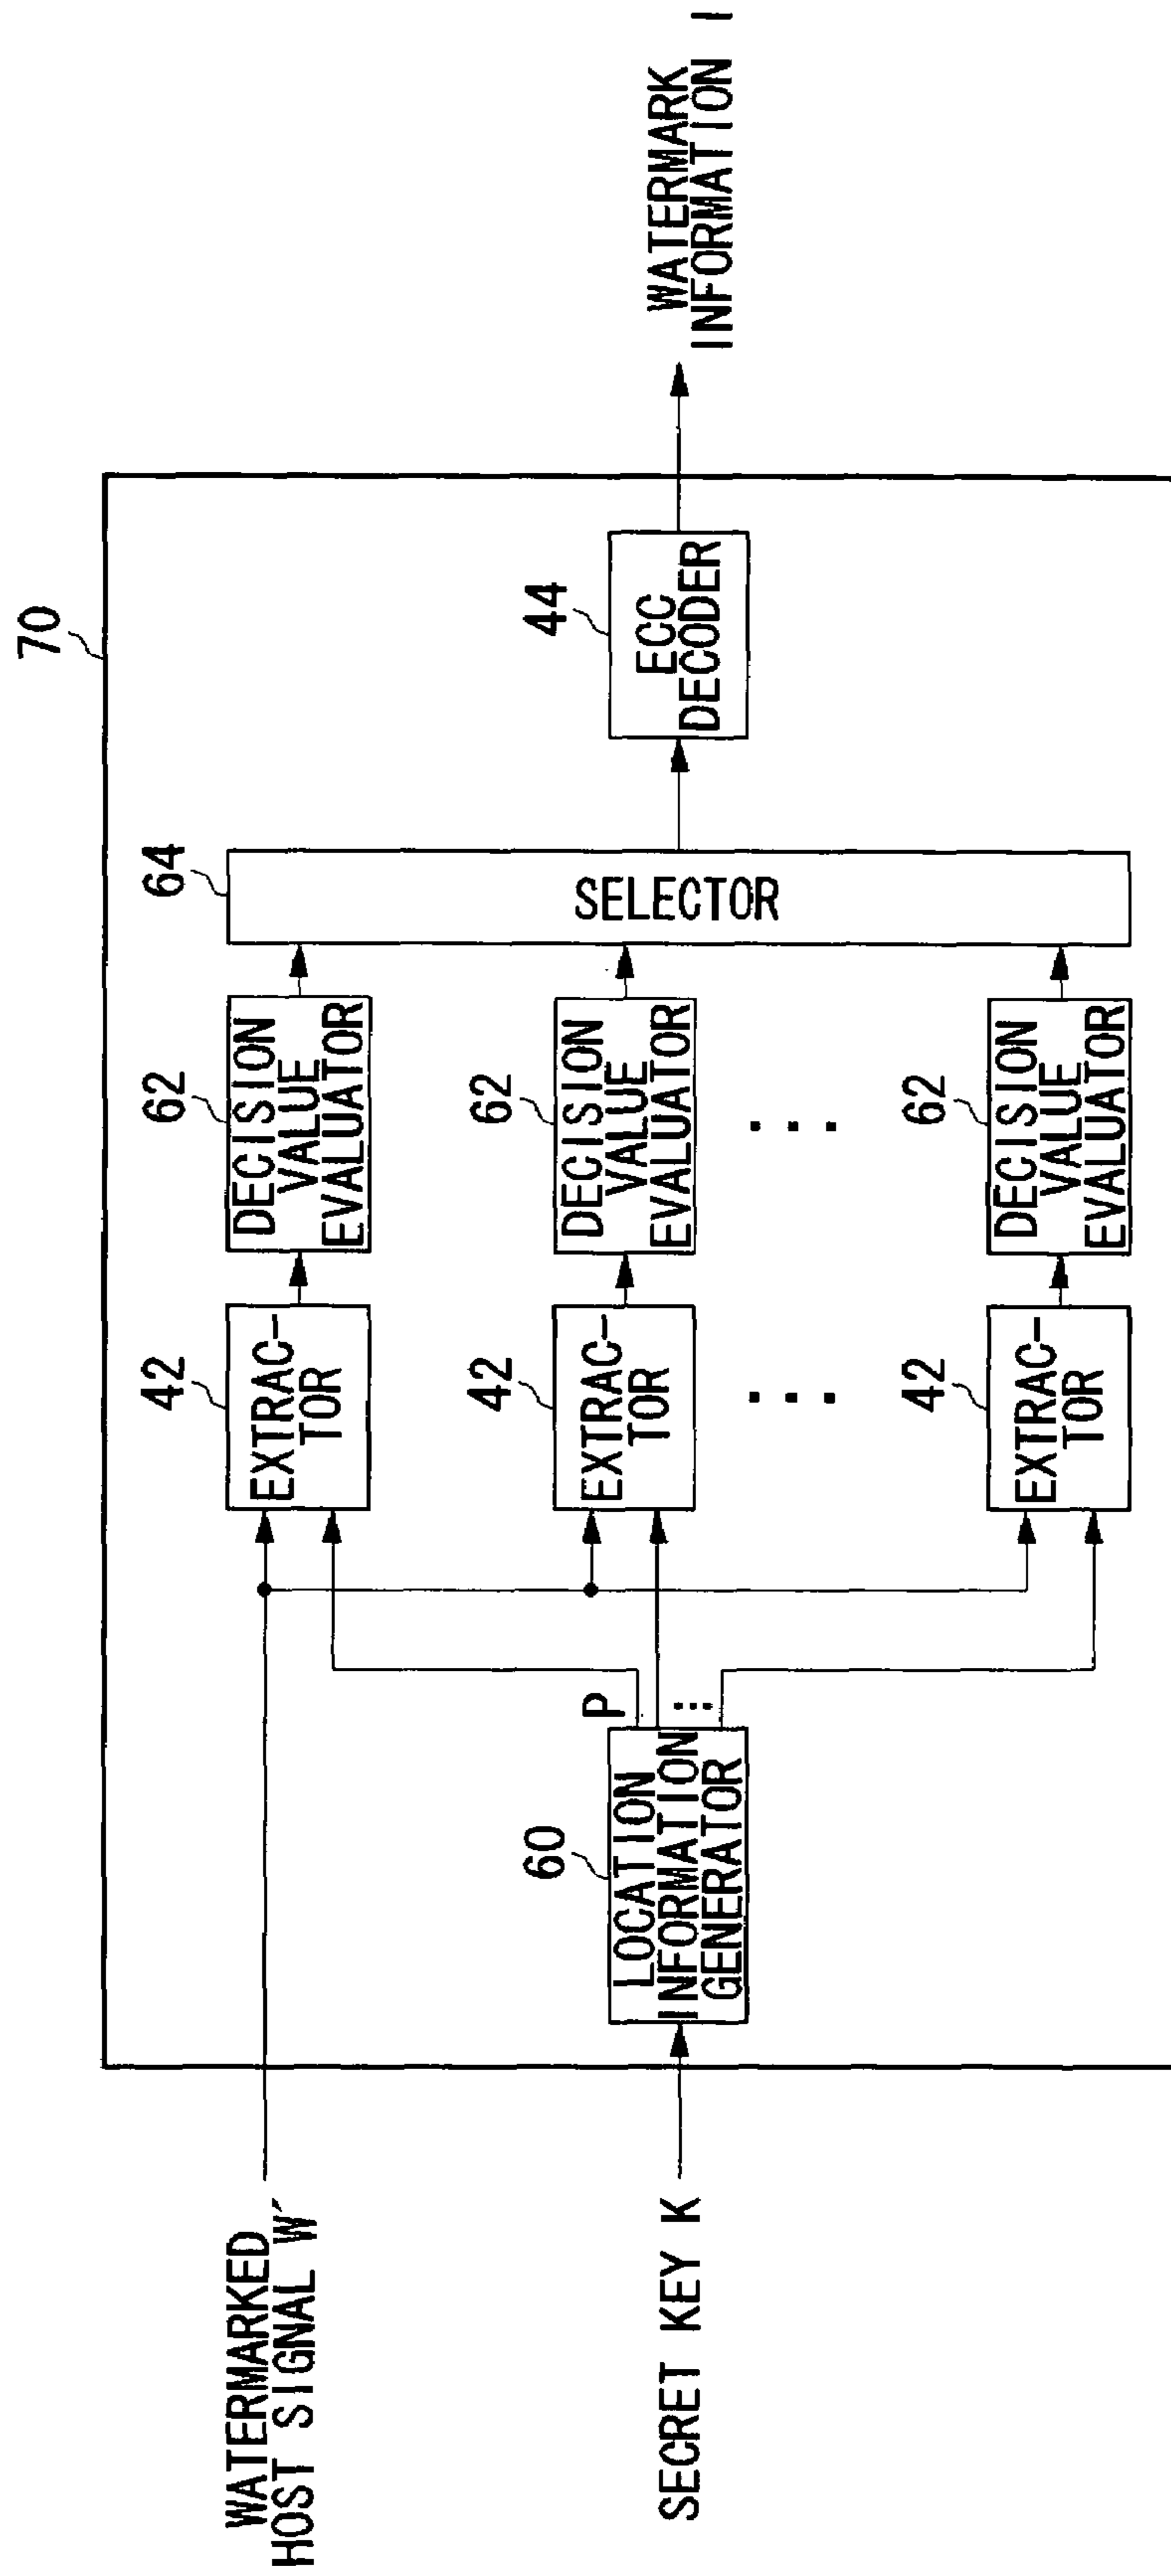 70
WATERMARKED
HOST SIGNAL W´
SECRET KEY K
60
LOCATION
INFORMATION
GENERATOR
P
42
EXTRAC-
TOR
42
EXTRAC-
TOR
42
EXTRAC-
TOR
62
DECISION
VALUE
EVALUATOR
62
DECISION
VALUE
EVALUATOR
62
DECISION
VALUE
EVALUATOR
64
SELECTOR
44
ECC
DECODER
WATERMARK
INFORMATION I